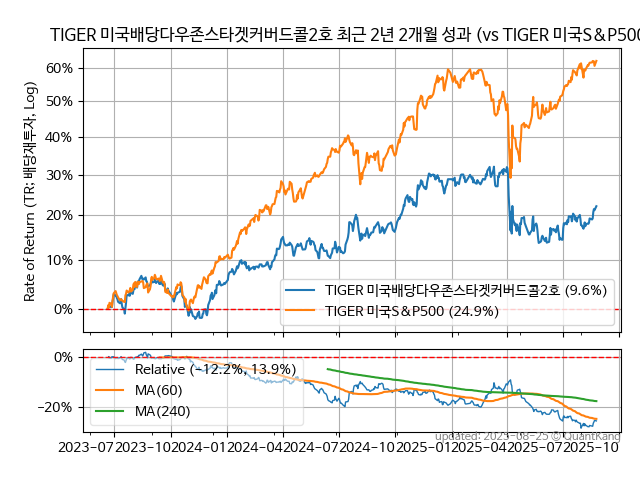 TIGER 미국배당다우존스타겟커버드콜2호 최근 2년 2개월 성과 (vs TIGER 미국S&P500
Rate of Return (TR: 배당재투자, Log)
60%
50%
40%
30%
20%
10%
0%
TIGER 미국배당다우존스타겟커버드콜2호 (9.6%)
TIGER 미국S&P500 (24.9%)
0%
−20%
Relative (−12.2%, 13.9%)
MA(60)
MA(240)
updated: 2025-08-25 © QuantKang
2023-07 2023-10 2024-01 2024-04 2024-07 2024-10 2025-01 2025-04 2025-07 2025-10